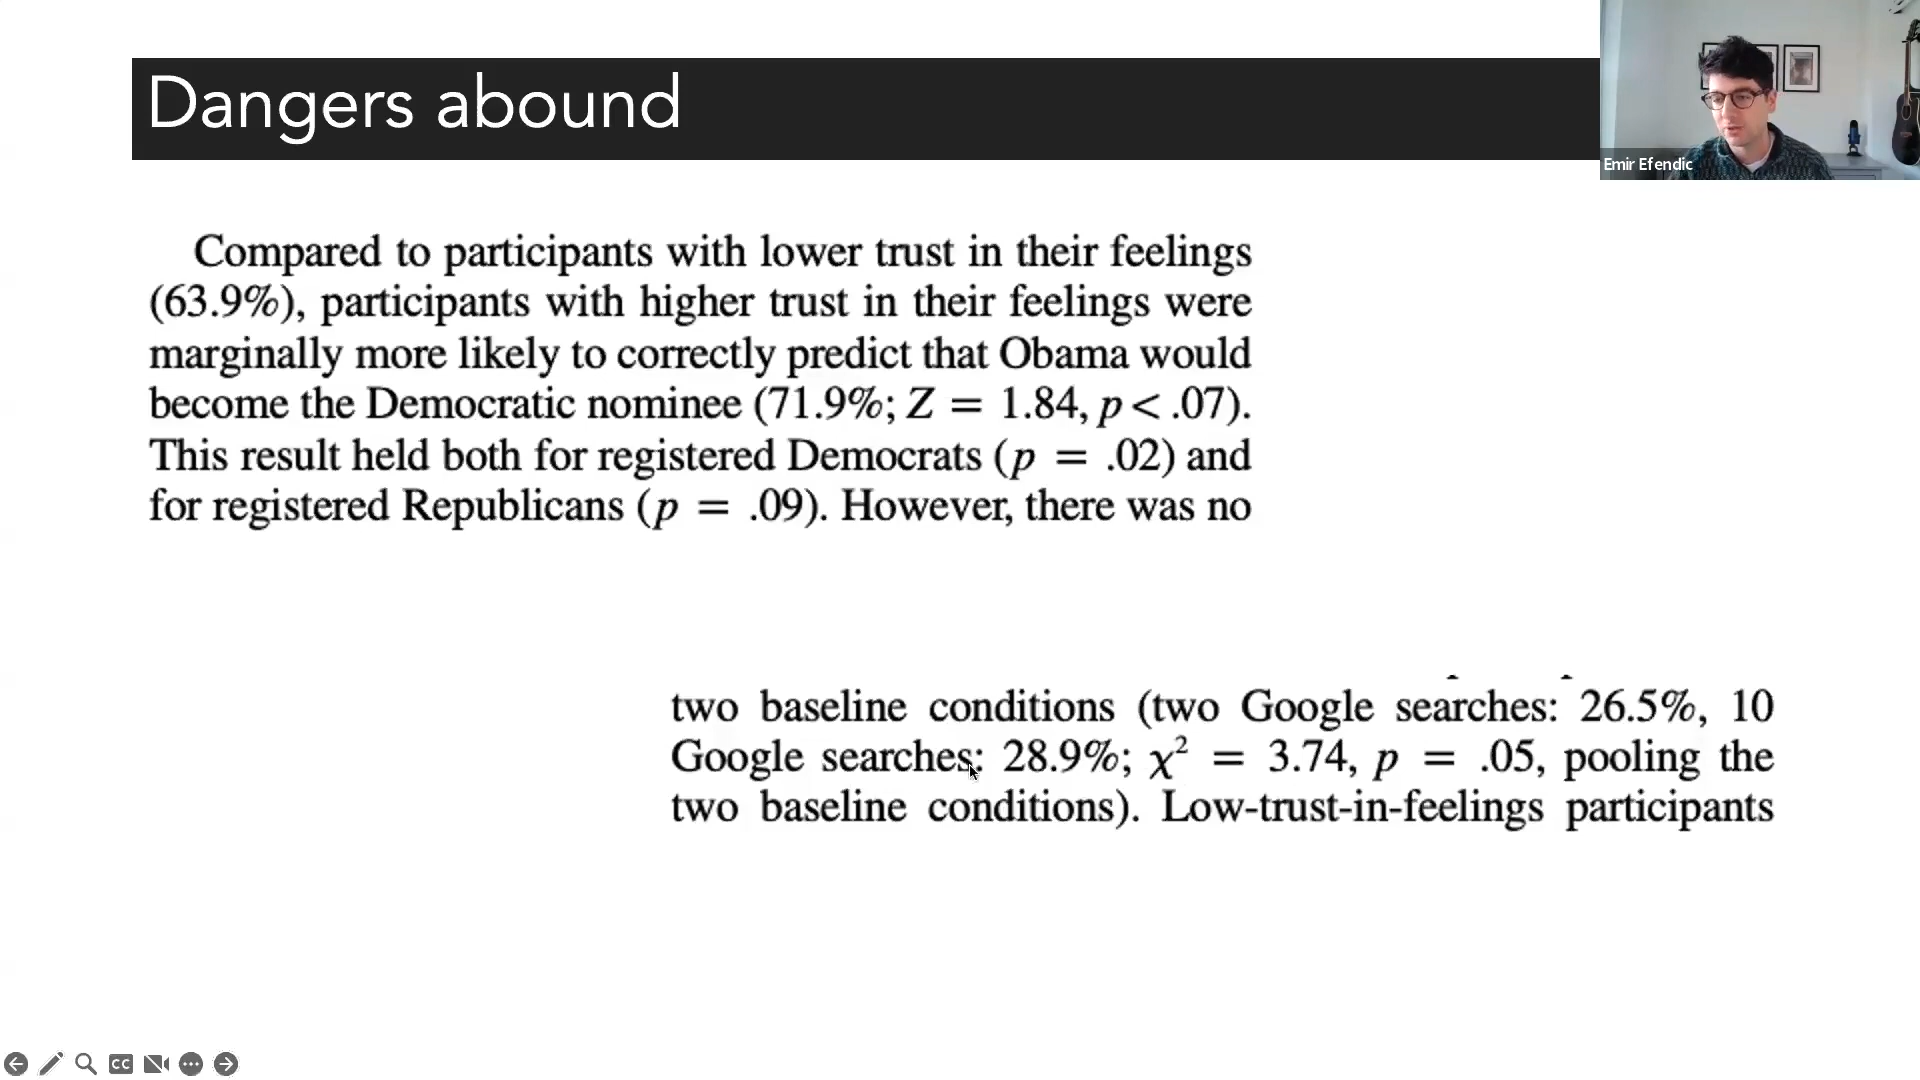 Dangers abound
Emir Efendic
Compared to participants with lower trust in their feelings
(63.9%), participants with higher trust in their feelings were
marginally more likely to correctly predict that Obama would
become the Democratic nominee (71.9%; Z = 1.84, p < .07).
This result held both for registered Democrats (p = .02) and
for registered Republicans (p = .09). However, there was no
two baseline conditions (two Google searches: 26.5%, 10
Google searches: 28.9%; χ² = 3.74, p = .05, pooling the
two baseline conditions). Low-trust-in-feelings participants
CC